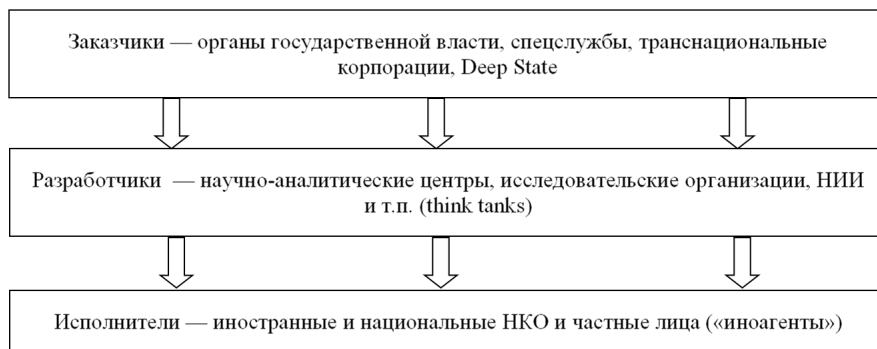 Заказчики — органы государственной власти, спецслужбы, транснациональные
корпорации, Deep State
Разработчики — научно-аналитические центры, исследовательские организации, НИИ
и т.п. (think tanks)
Исполнители — иностранные и национальные НКО и частные лица («иноагенты»)